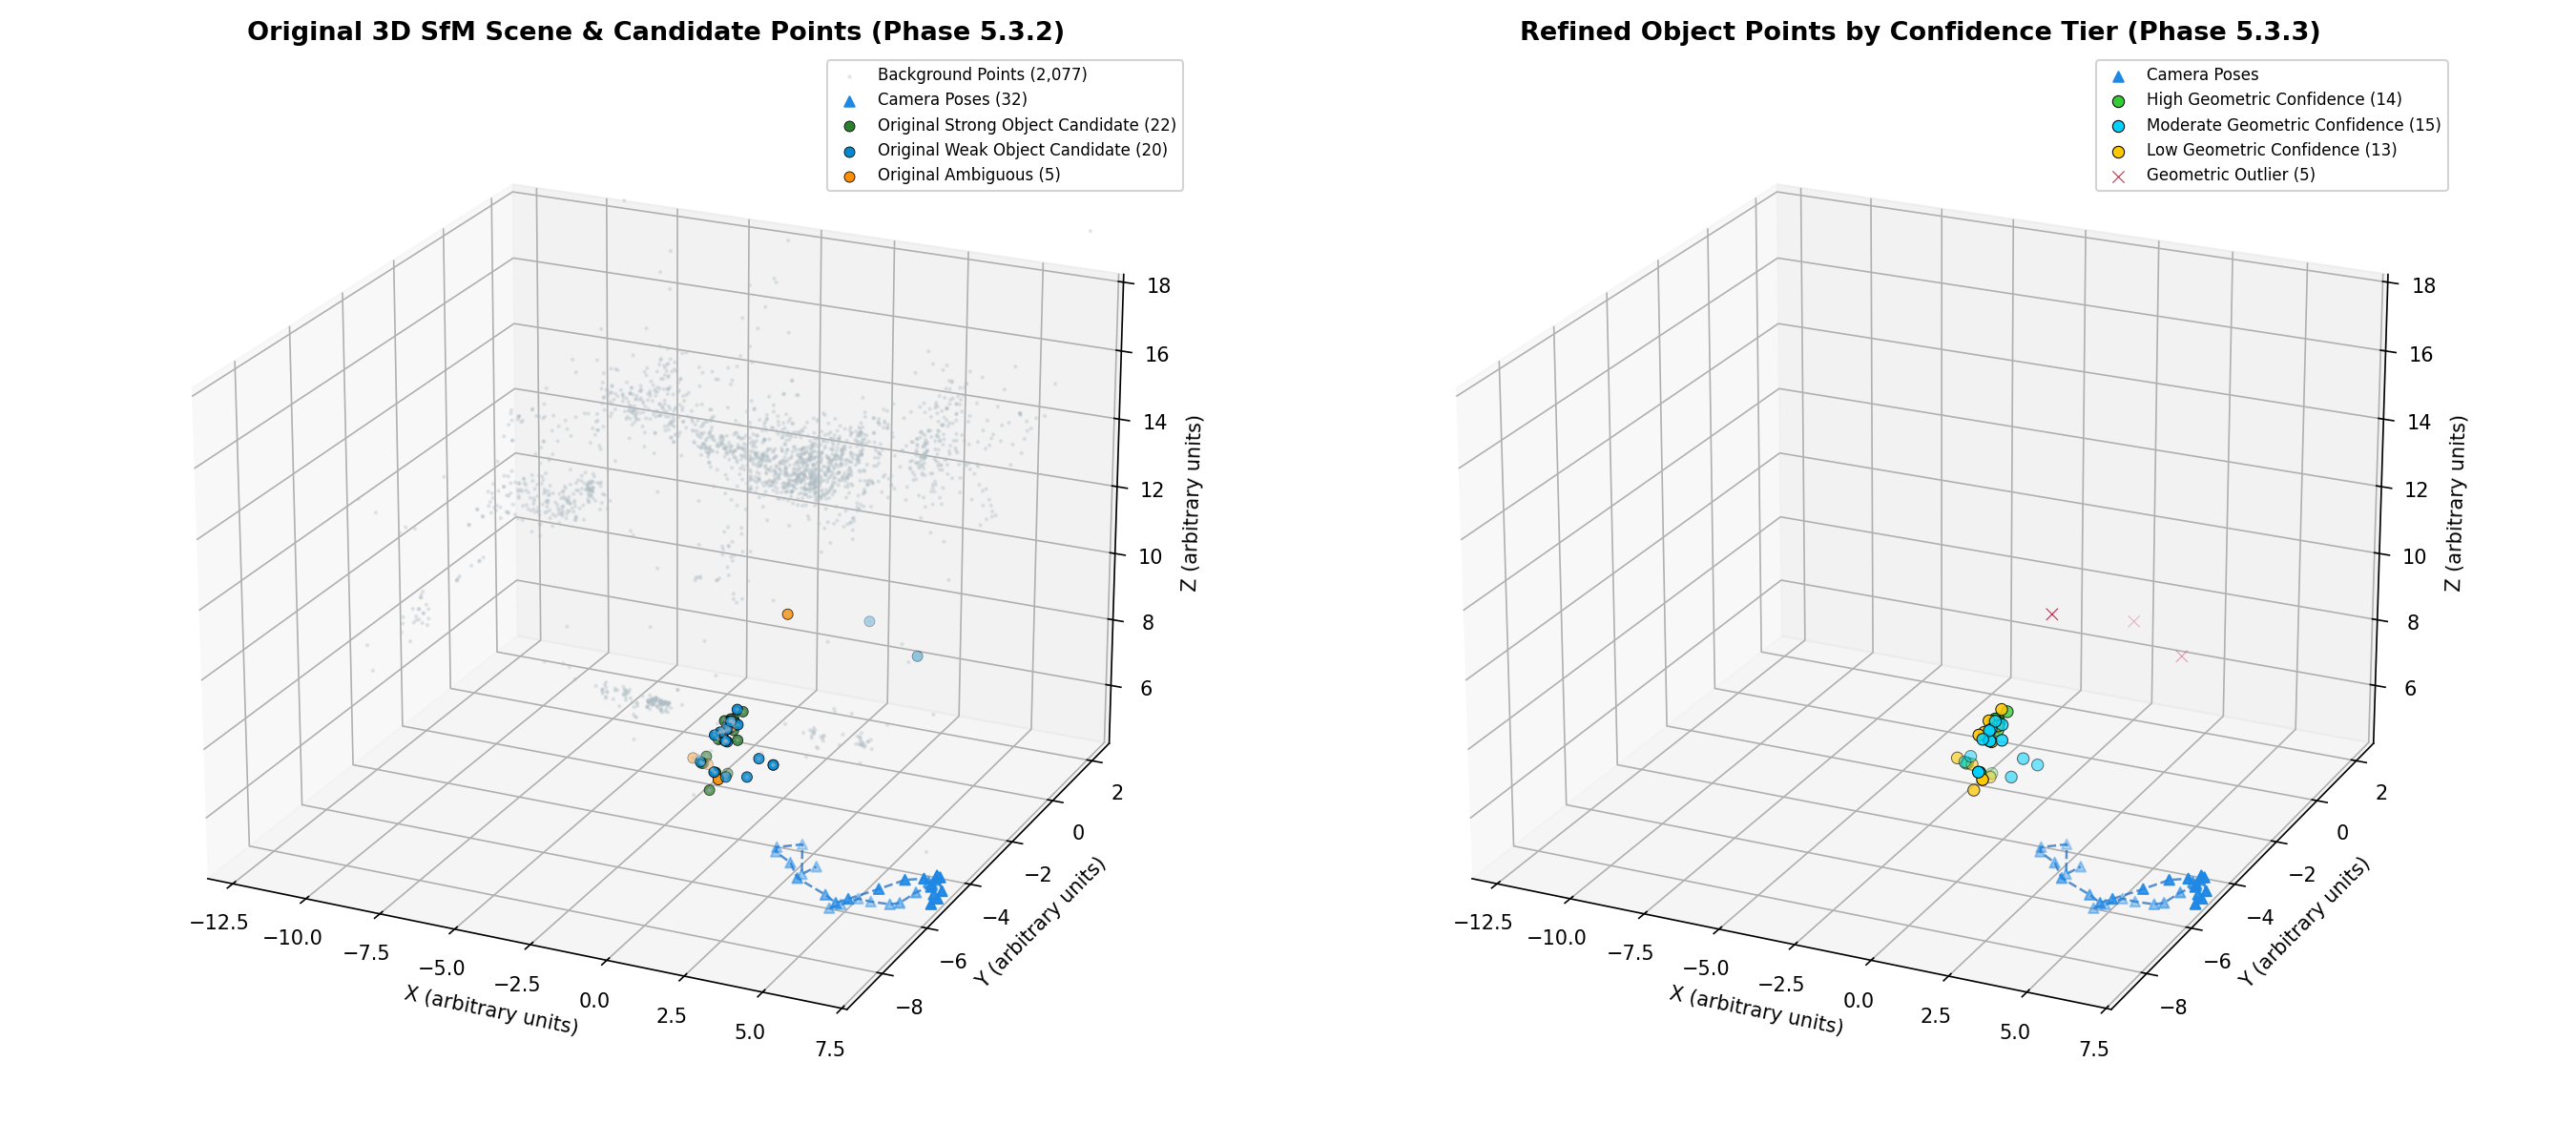 Original 3D SfM Scene & Candidate Points (Phase 5.3.2)
Background Points (2,077)
Camera Poses (32)
Original Strong Object Candidate (22)
Original Weak Object Candidate (20)
Original Ambiguous (5)
18
16
14
12
10
8
6
Z (arbitrary units)
2
0
−2
−4
−6
−8
Y (arbitrary units)
−12.5
−10.0
−7.5
−5.0
−2.5
0.0
2.5
5.0
7.5
X (arbitrary units)
Refined Object Points by Confidence Tier (Phase 5.3.3)
Camera Poses
High Geometric Confidence (14)
Moderate Geometric Confidence (15)
Low Geometric Confidence (13)
Geometric Outlier (5)
18
16
14
12
10
8
6
Z (arbitrary units)
2
0
−2
−4
−6
−8
Y (arbitrary units)
−12.5
−10.0
−7.5
−5.0
−2.5
0.0
2.5
5.0
7.5
X (arbitrary units)